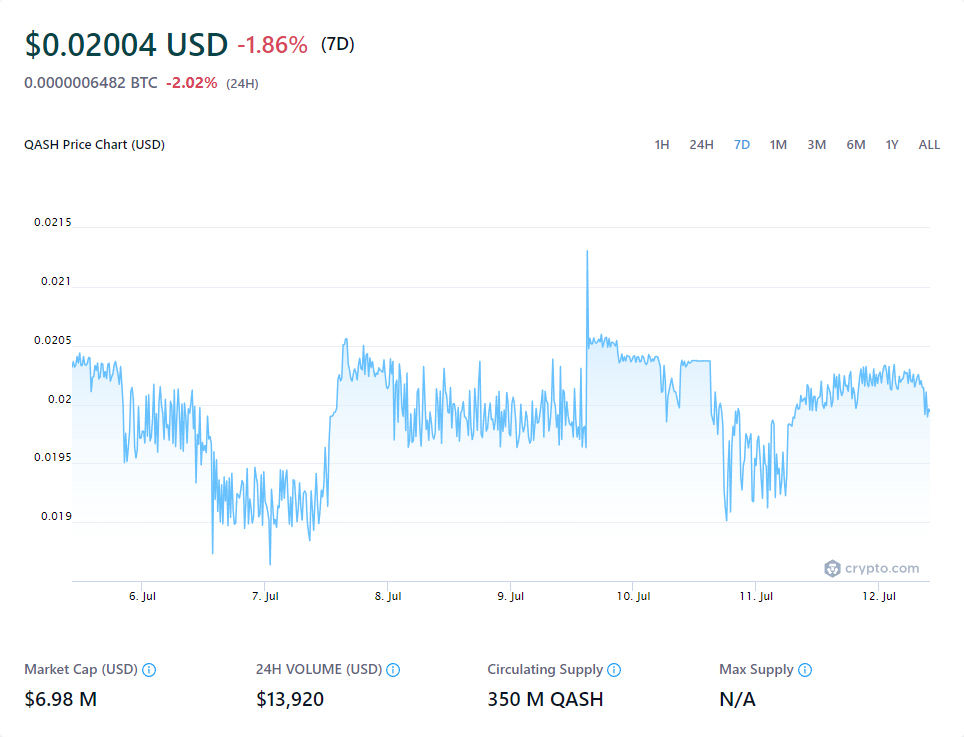 $0.02004 USD -1.86% (7D)
0.0000006482 BTC -2.02% (24H)
QASH Price Chart (USD) 1H 24H 7D 1M 3M 6M 1Y ALL
0.0215
0.021
0.0205
0.02
0.0195
0.019
crypto.com
6. Jul 7. Jul 8. Jul 9. Jul 10. Jul 11. Jul 12. Jul
Market Cap (USD) 24H VOLUME (USD) Circulating Supply Max Supply
$6.98 M $13,920 350 M QASH N/A